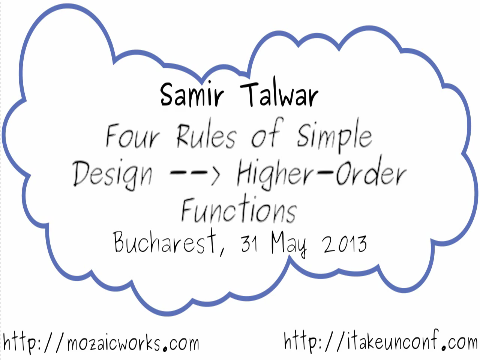 Samir Talwar
Four Rules of Simple
Design --> Higher-Order
Functions
Bucharest, 31 May 2013
http://mozaicworks.com
http://itakeunconf.com